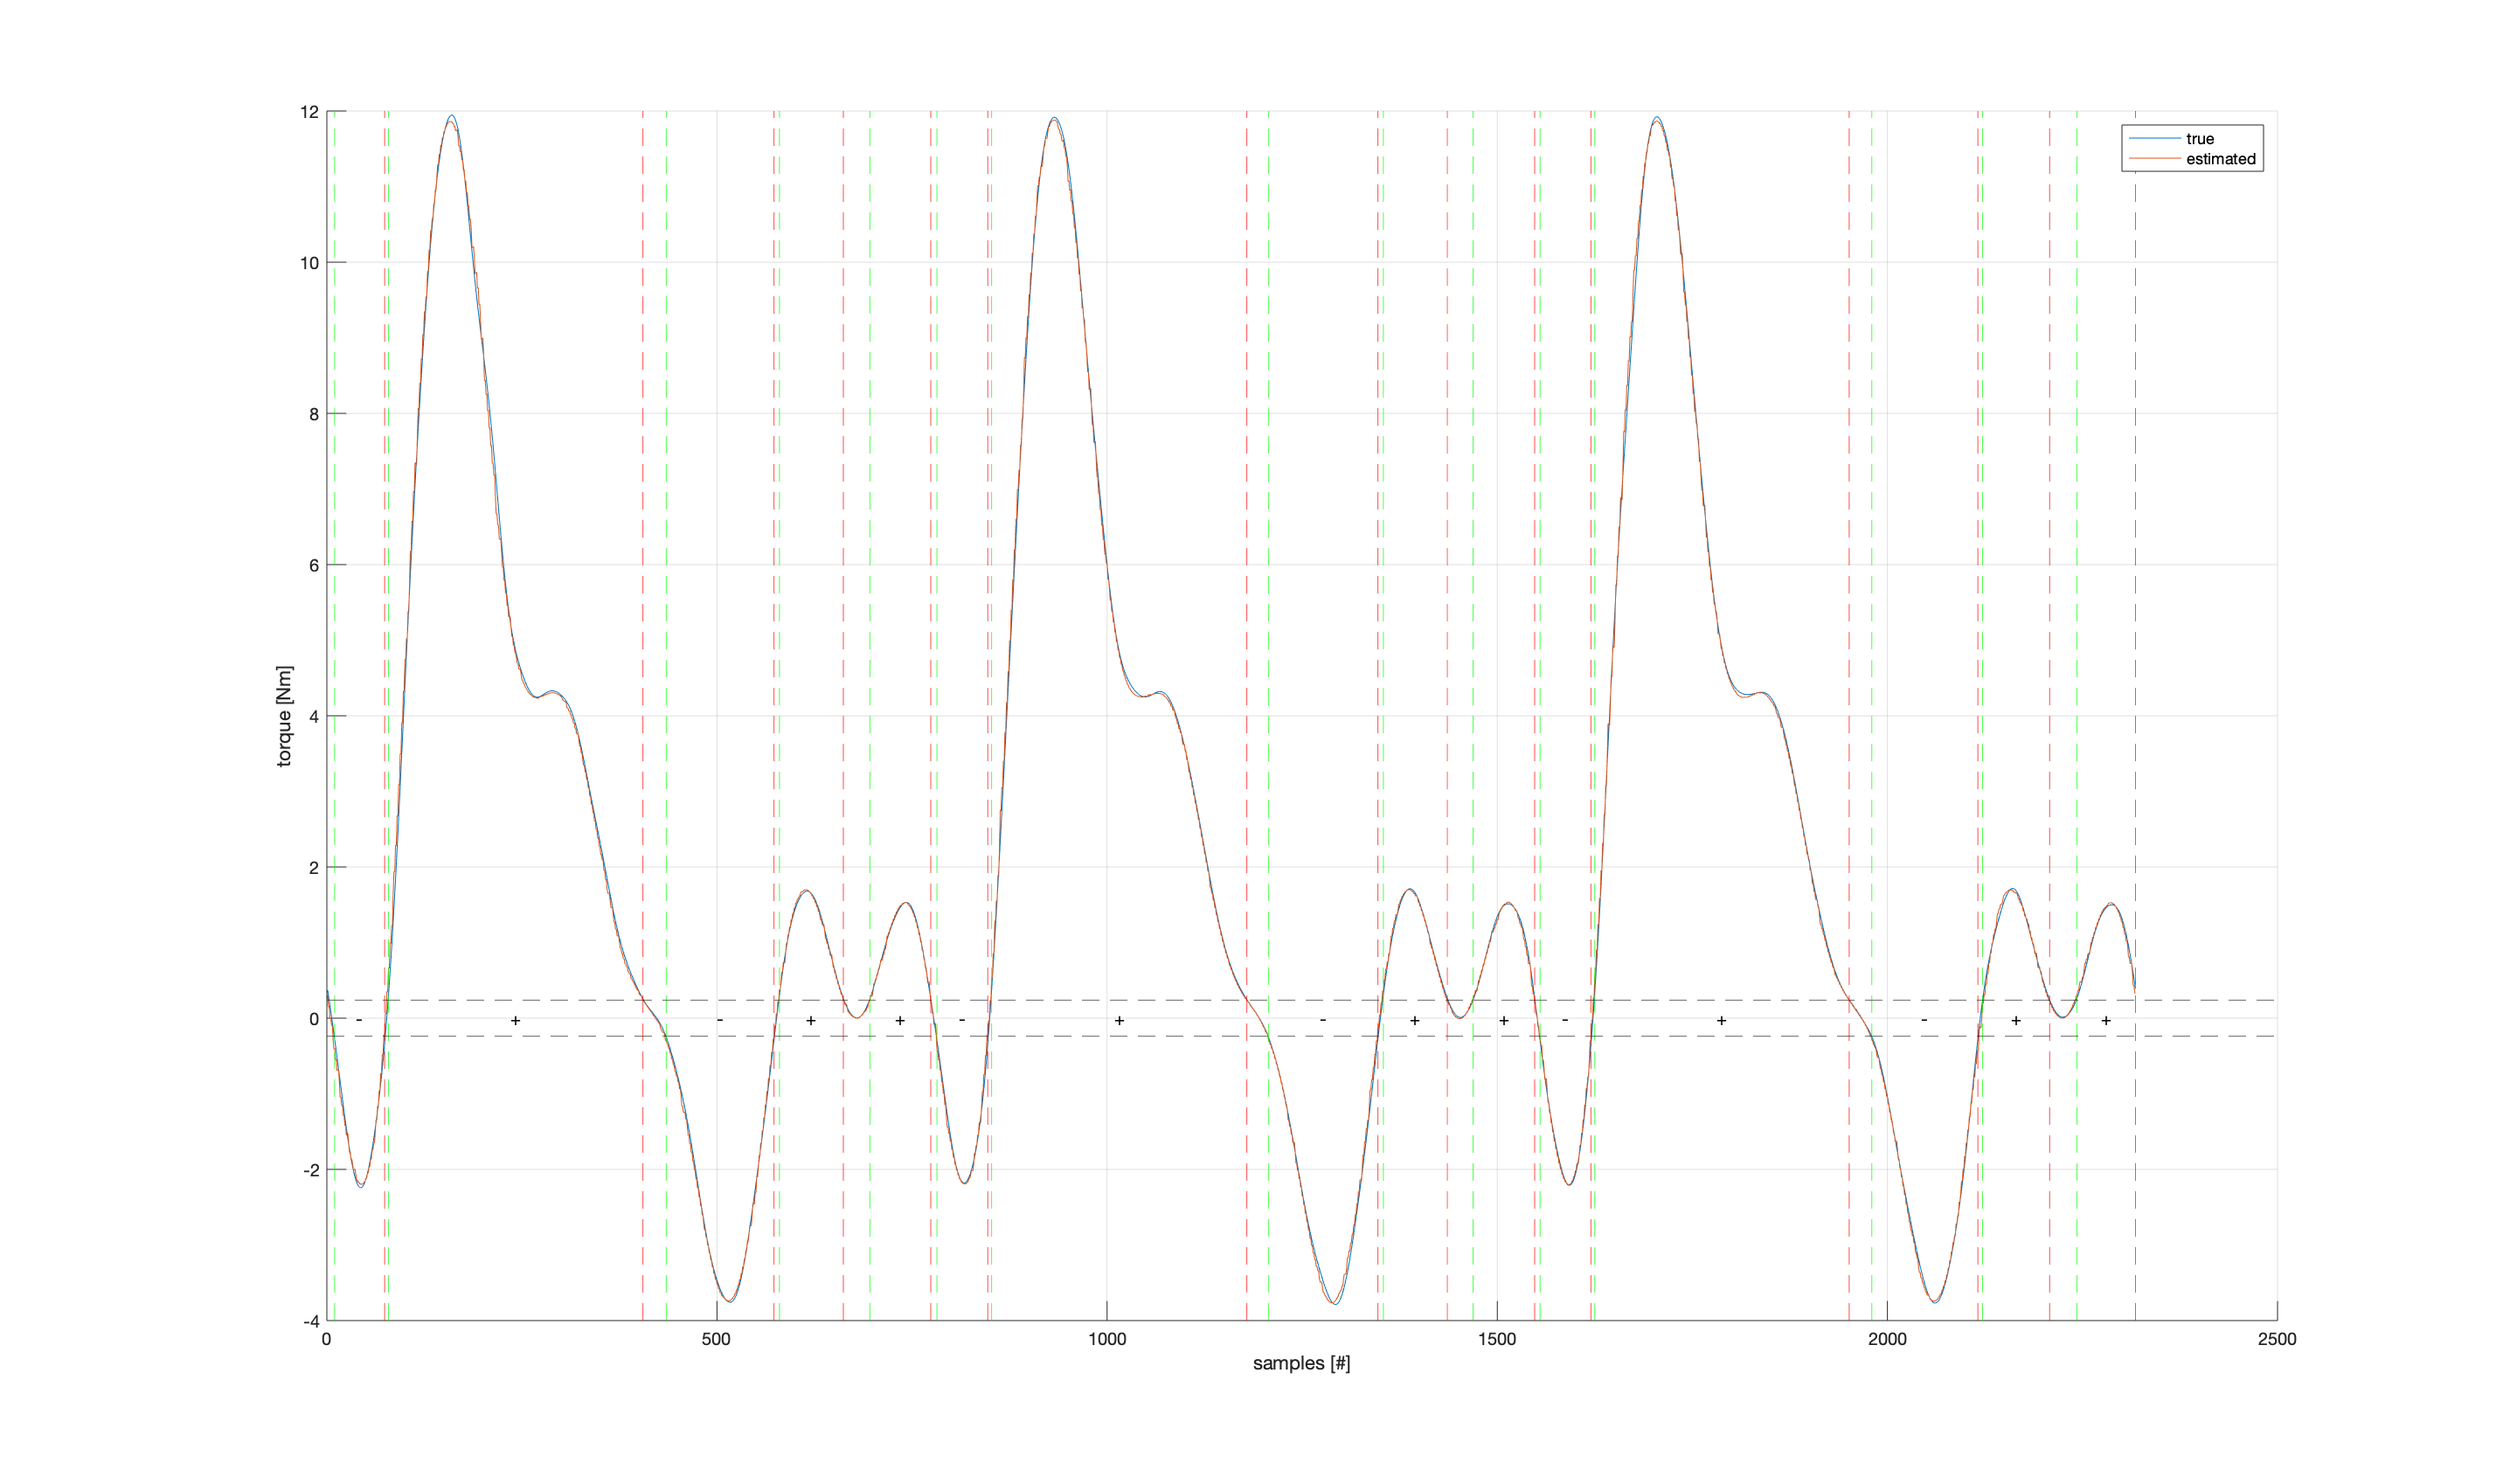 12
10
8
6
4
2
0
-2
-4
torque [Nm]
true
estimated
- + - + + - + - + + - + - + +
0 500 1000 1500 2000 2500
samples [#]